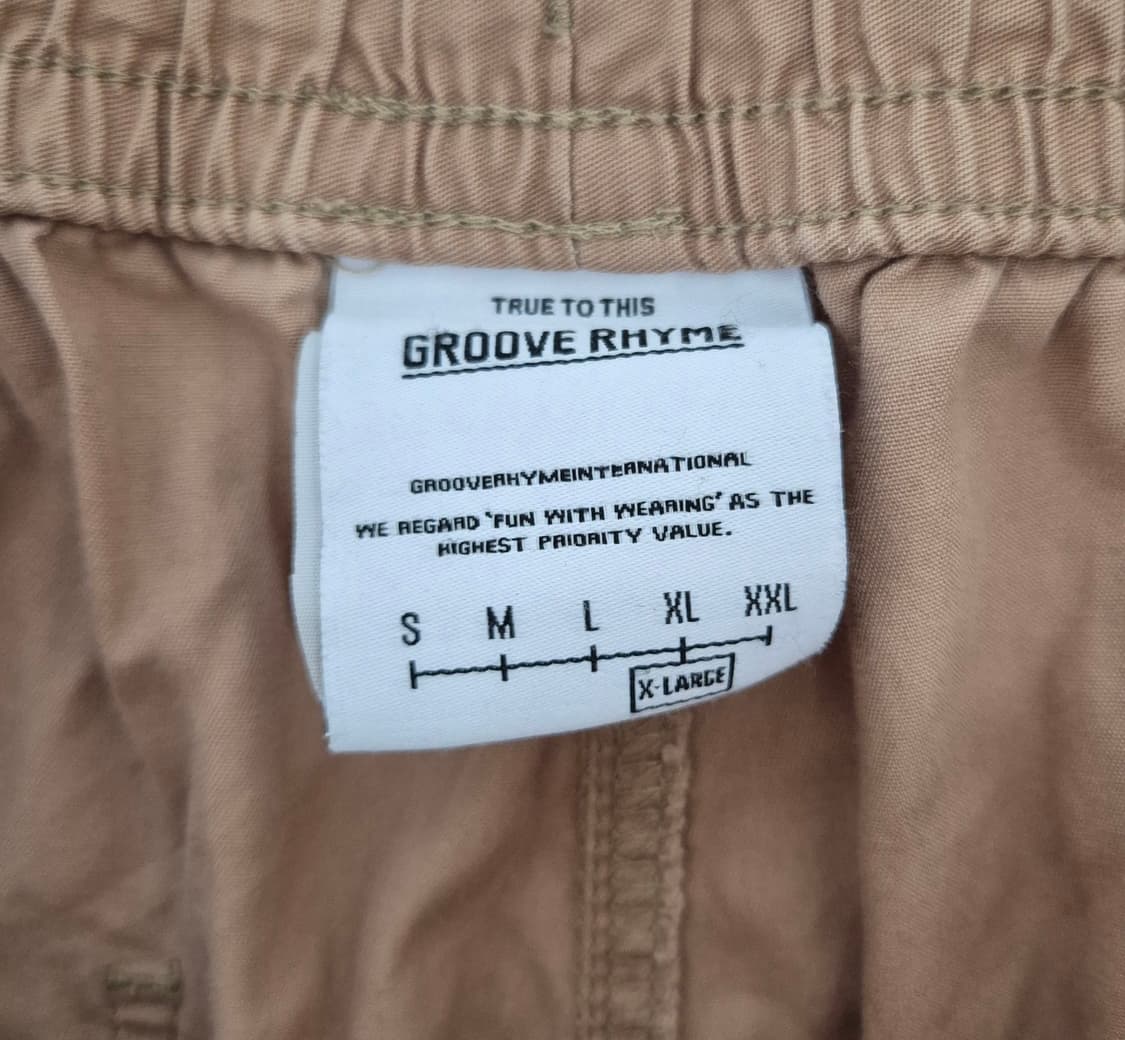 TRUE TO THIS
GROOVE RHYME
GROOVERHYMEINTERNATIONAL
WE REGARD 'FUN WITH WEARING' AS THE
HIGHEST PRIORITY VALUE.
S M L XL XXL
X-LARGE